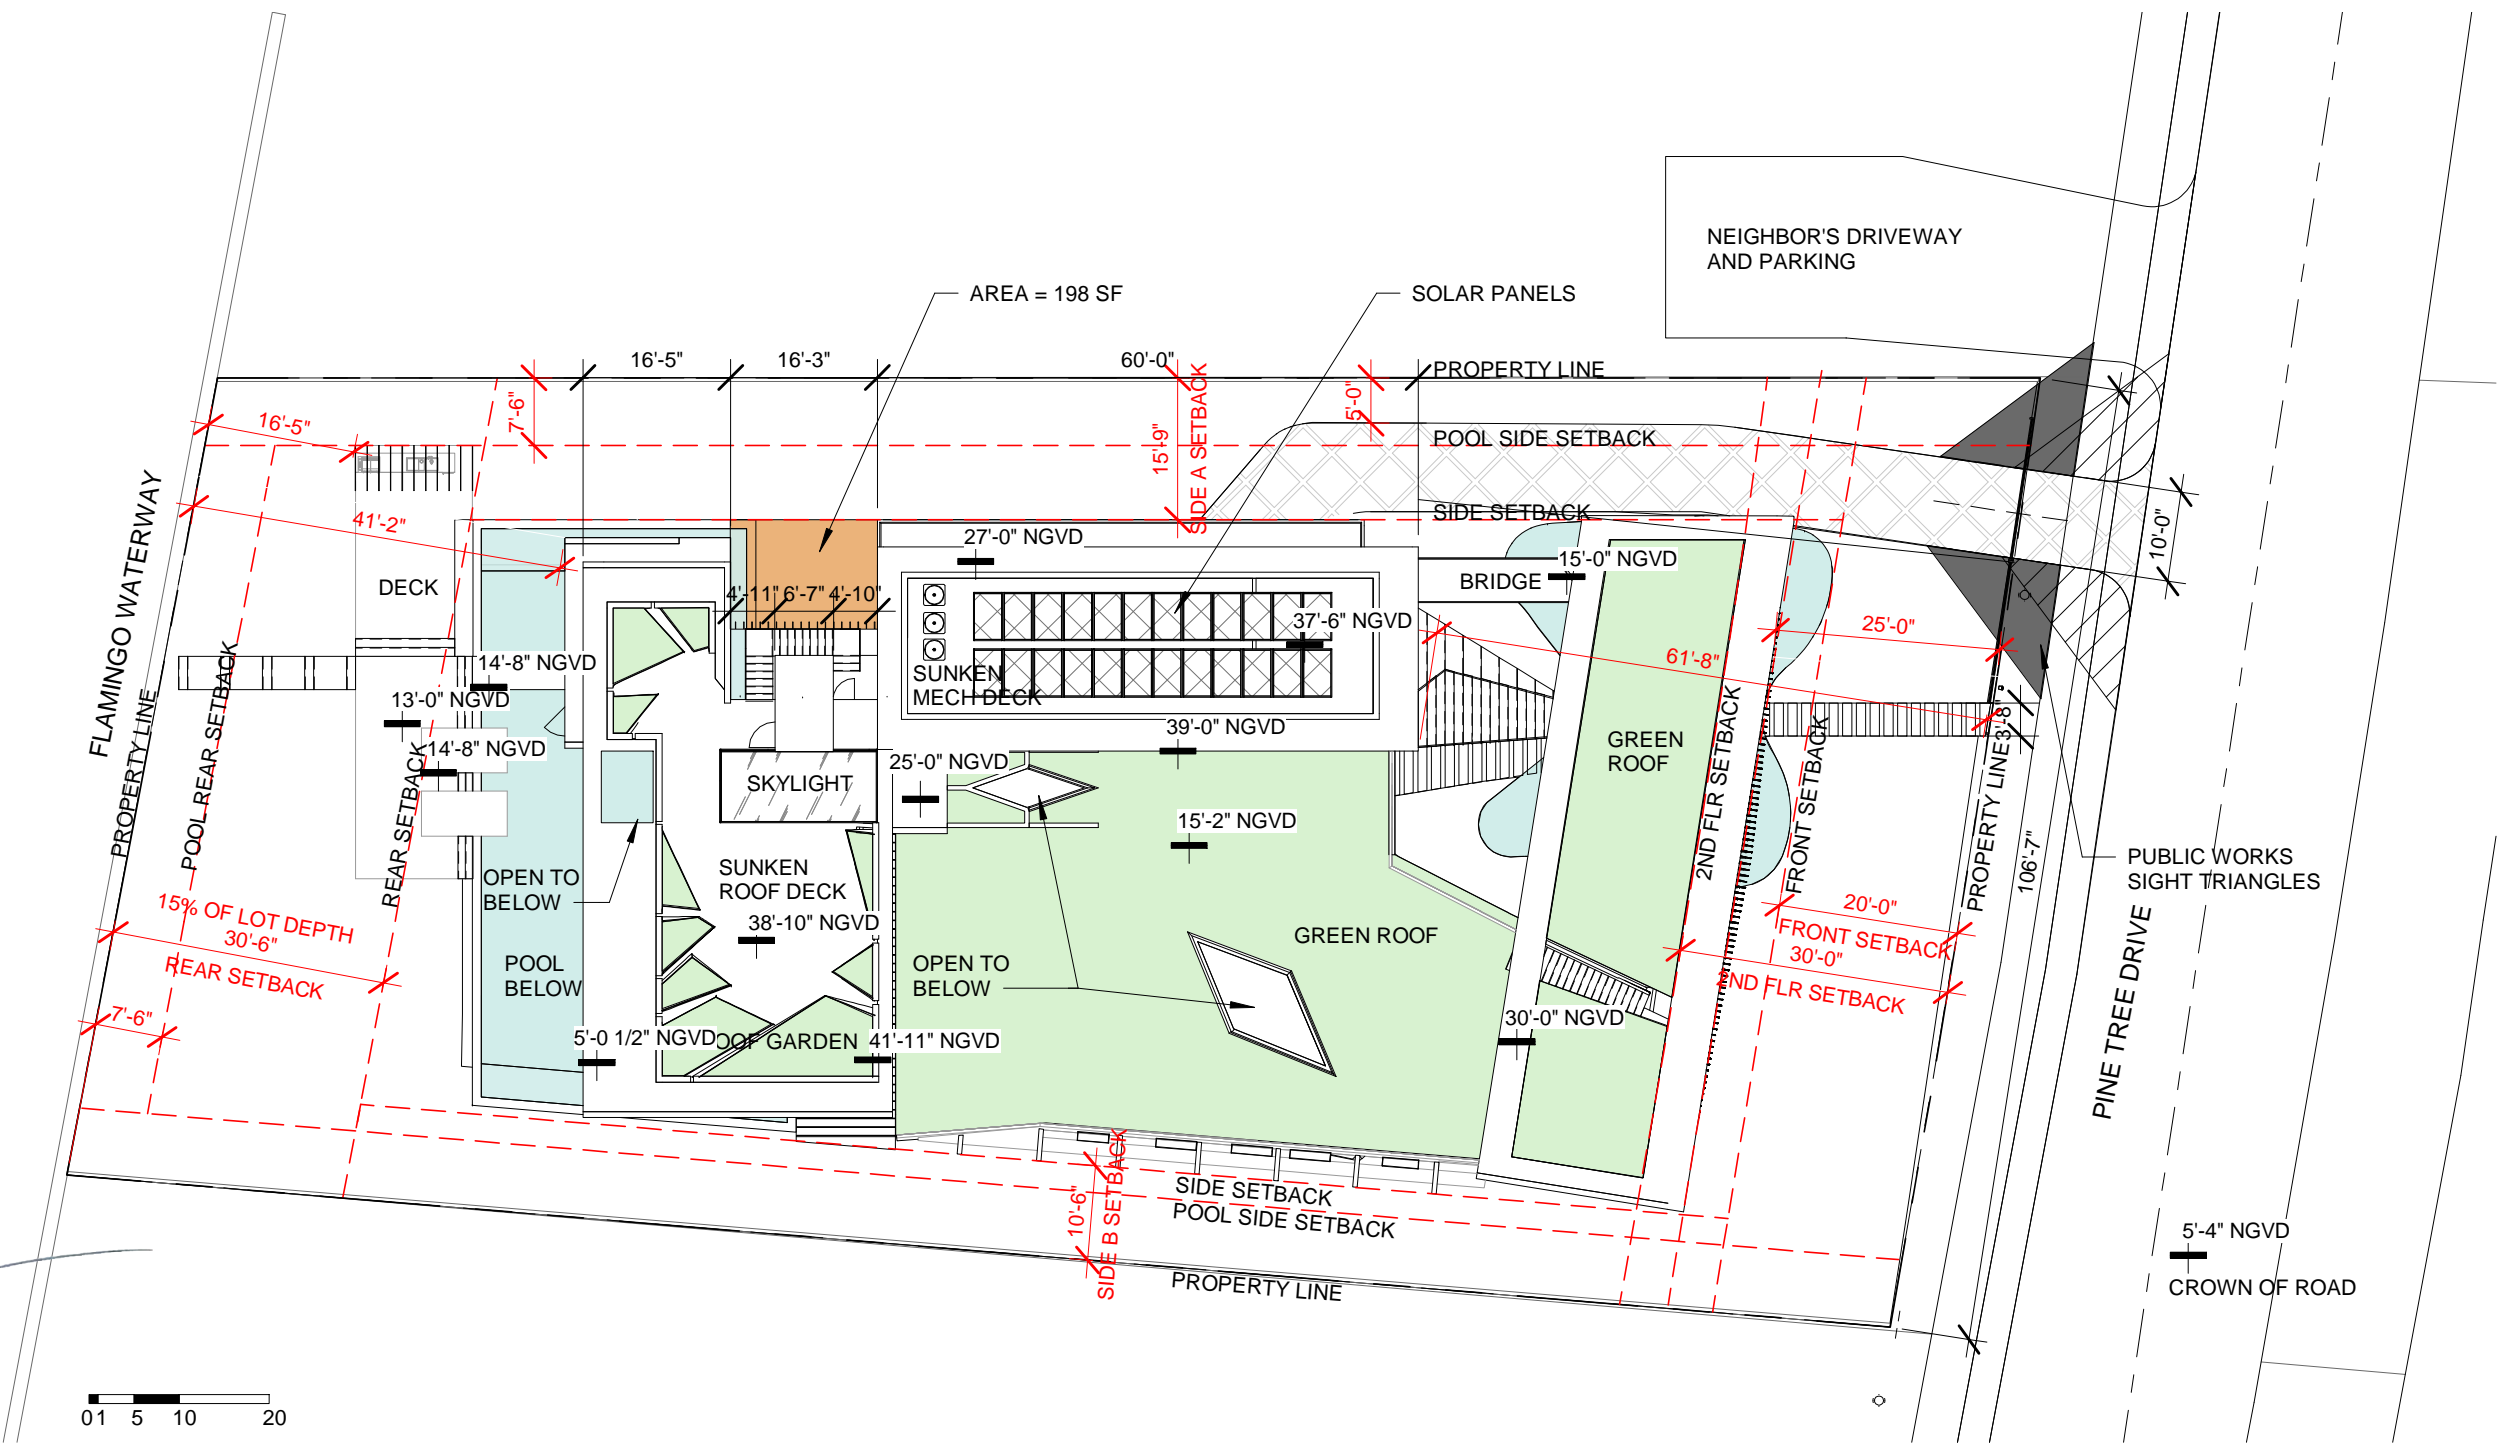 NEIGHBOR'S DRIVEWAY
AND PARKING
AREA = 198 SF
SOLAR PANELS
16'-5"
16'-3"
60'-0"
PROPERTY LINE
7'-6"
15'-9"
SIDE A SETBACK
5'-0"
16'-5"
POOL SIDE SETBACK
41'-2"
SIDE SETBACK
10'-0"
FLAMINGO WATERWAY
PROPERTY LINE
POOL REAR SETBACK
REAR SETBACK
DECK
27'-0" NGVD
15'-0" NGVD
BRIDGE
4'-11"
6'-7"
4'-10"
37'-6" NGVD
25'-0"
61'-8"
14'-8" NGVD
13'-0" NGVD
14'-8" NGVD
SUNKEN
MECH DECK
39'-0" NGVD
25'-0" NGVD
SKYLIGHT
GREEN
ROOF
2ND FLR SETBACK
FRONT SETBACK
PROPERTY LINE
3'-8"
106'-7"
15'-2" NGVD
PUBLIC WORKS
SIGHT TRIANGLES
OPEN TO
BELOW
SUNKEN
ROOF DECK
38'-10" NGVD
15% OF LOT DEPTH
30'-6"
REAR SETBACK
7'-6"
POOL
BELOW
OPEN TO
BELOW
GREEN ROOF
20'-0"
FRONT SETBACK
30'-0"
2ND FLR SETBACK
PINE TREE DRIVE
5'-0 1/2" NGVD
OOF GARDEN
41'-11" NGVD
30'-0" NGVD
10'-6"
SIDE B SETBACK
SIDE SETBACK
POOL SIDE SETBACK
PROPERTY LINE
5'-4" NGVD
CROWN OF ROAD
0 1 5 10 20